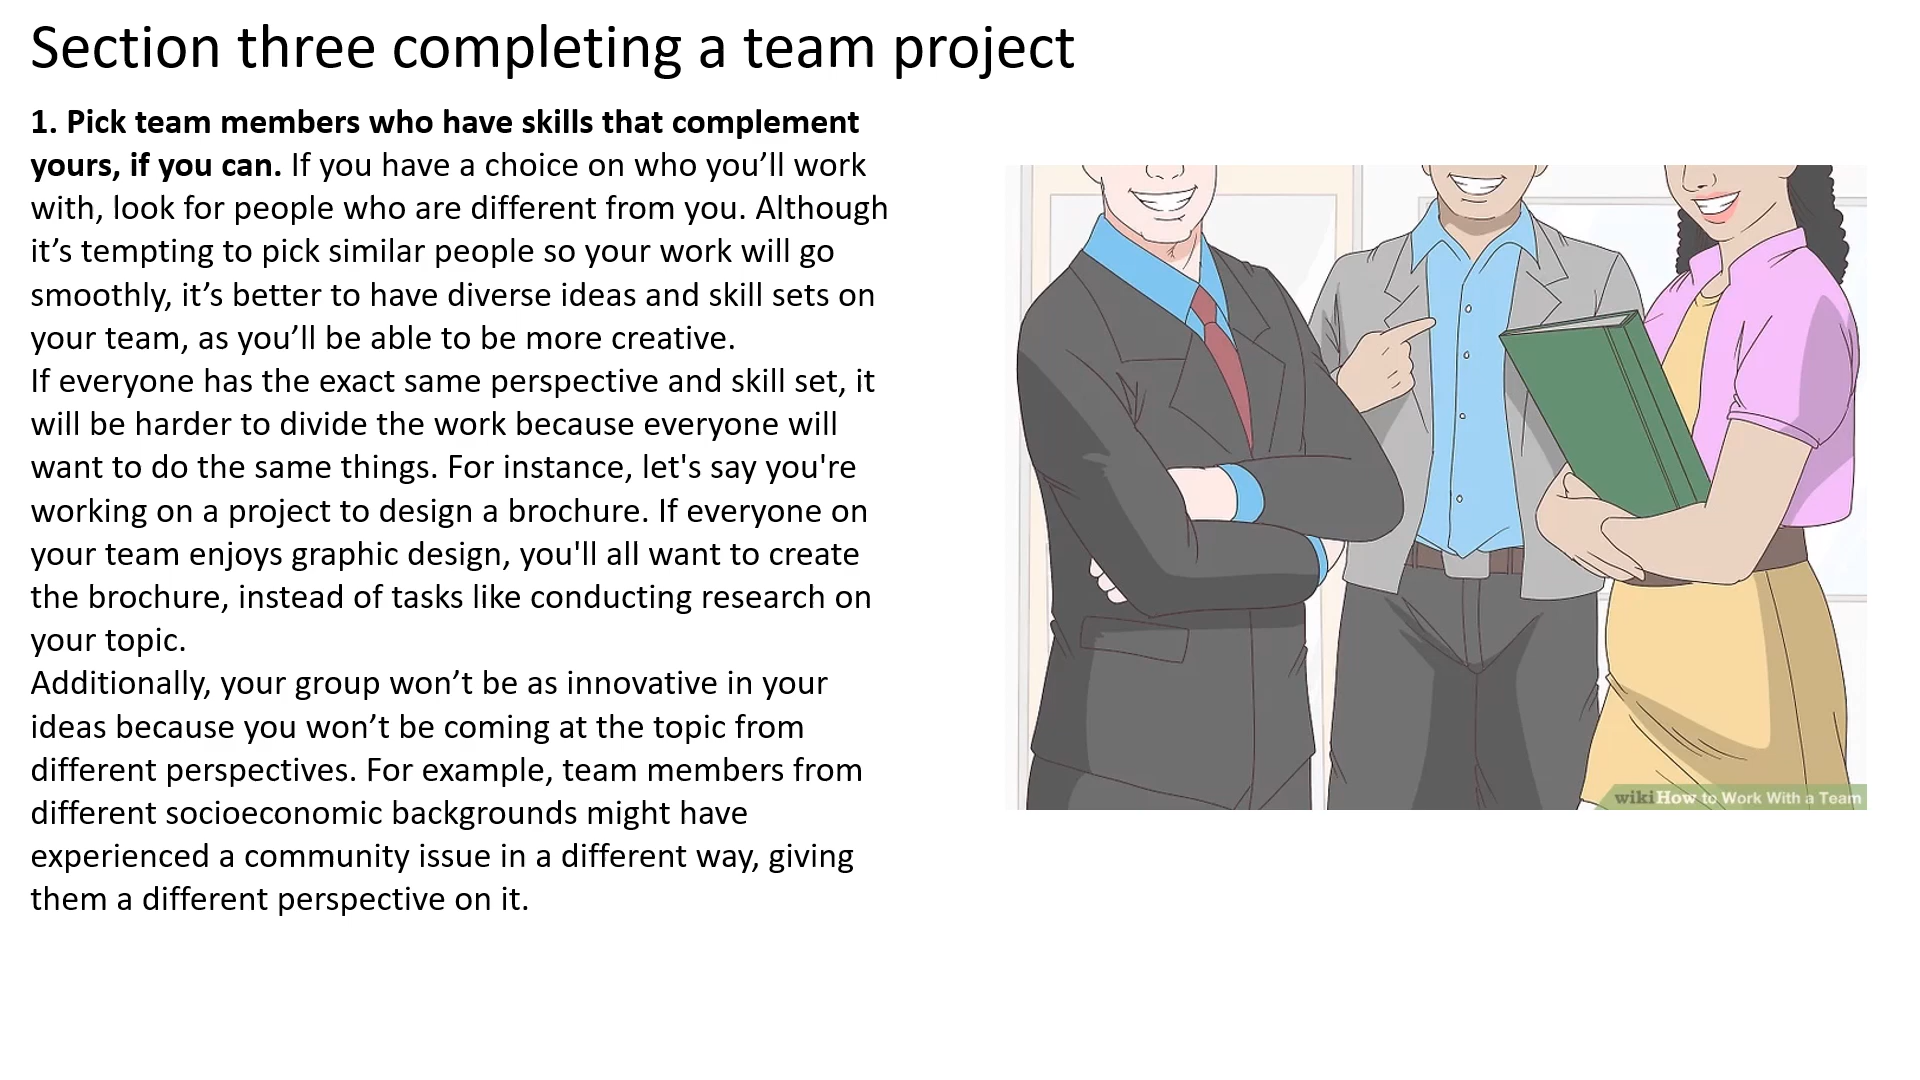 Section three completing a team project
1. Pick team members who have skills that complement
yours, if you can. If you have a choice on who you’ll work
with, look for people who are different from you. Although
it’s tempting to pick similar people so your work will go
smoothly, it’s better to have diverse ideas and skill sets on
your team, as you’ll be able to be more creative.
If everyone has the exact same perspective and skill set, it
will be harder to divide the work because everyone will
want to do the same things. For instance, let's say you're
working on a project to design a brochure. If everyone on
your team enjoys graphic design, you'll all want to create
the brochure, instead of tasks like conducting research on
your topic.
Additionally, your group won’t be as innovative in your
ideas because you won’t be coming at the topic from
different perspectives. For example, team members from
different socioeconomic backgrounds might have
experienced a community issue in a different way, giving
them a different perspective on it.
wikiHow to Work With a Team